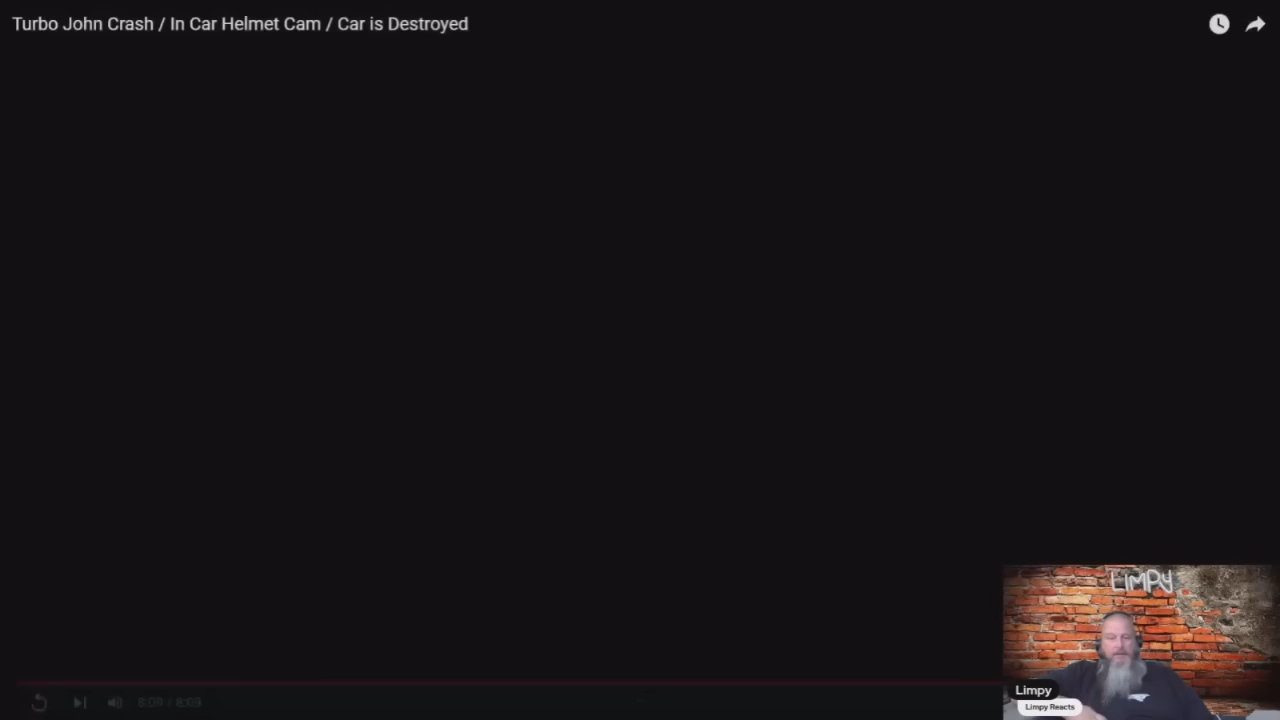 Turbo John Crash / In Car Helmet Cam / Car is Destroyed
LIMPY
Limpy
Limpy Reacts